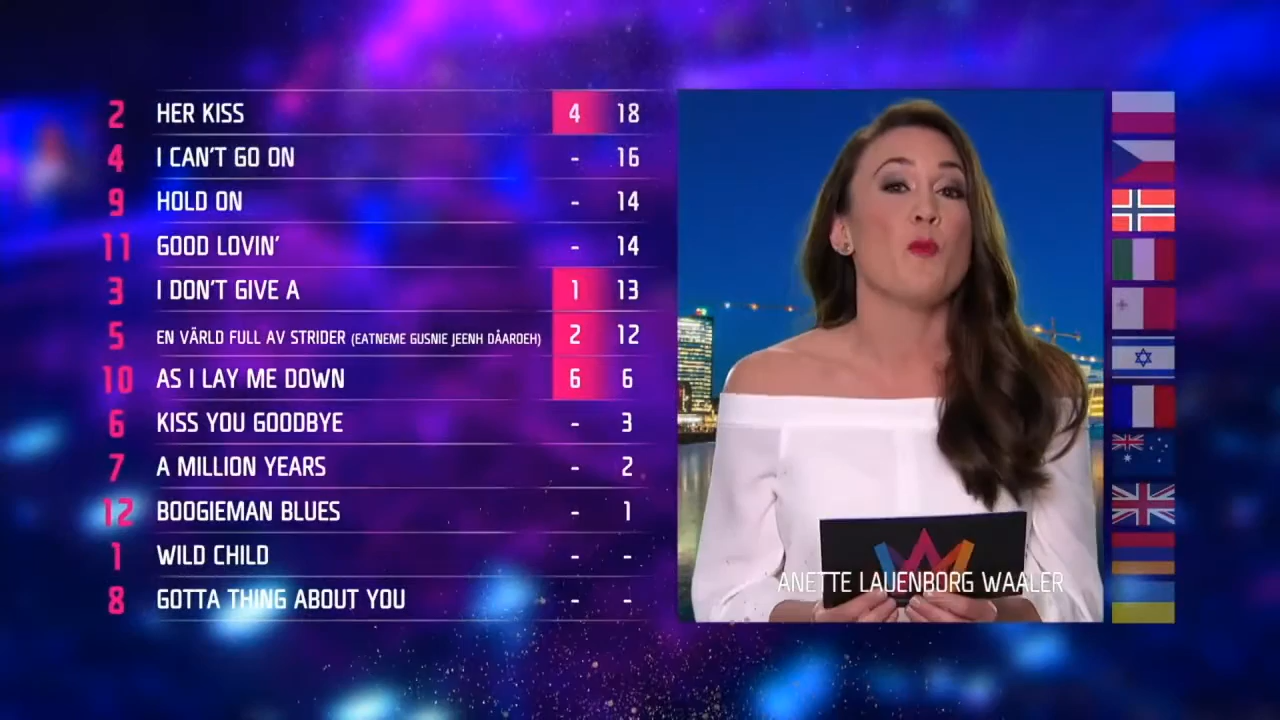 2 HER KISS 4 18
4 I CAN'T GO ON - 16
9 HOLD ON - 14
11 GOOD LOVIN' - 14
3 I DON'T GIVE A 1 13
5 EN VÄRLD FULL AV STRIDER (EATNEME GUSNIE JEENH DÅAROEH) 2 12
10 AS I LAY ME DOWN 6 6
6 KISS YOU GOODBYE - 3
7 A MILLION YEARS - 2
12 BOOGIEMAN BLUES - 1
1 WILD CHILD - -
8 GOTTA THING ABOUT YOU - -
ANETTE LAUENBORG WAALER